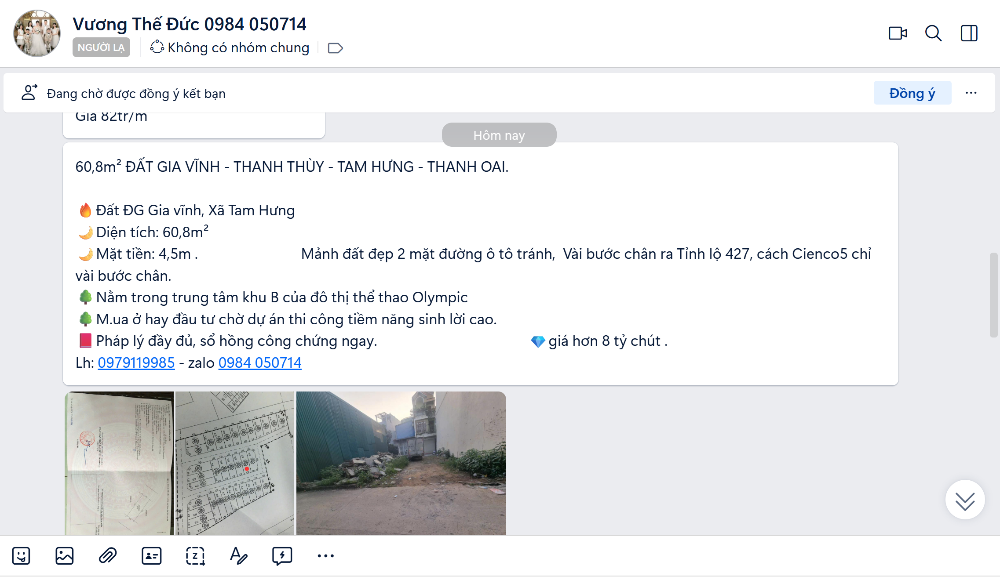 Vương Thế Đức 0984 050714
NGƯỜI LẠ
Không có nhóm chung
Đang chờ được đồng ý kết bạn
Đồng ý
Giá 82tr/m
Hôm nay
60,8m² ĐẤT GIA VĨNH - THANH THÙY - TAM HƯNG - THANH OAI.
🔥 Đất ĐG Gia vĩnh, Xã Tam Hưng
🌙 Diện tích: 60,8m²
🌙 Mặt tiền: 4,5m . Mảnh đất đẹp 2 mặt đường ô tô tránh, Vài bước chân ra Tỉnh lộ 427, cách Cienco5 chỉ
vài bước chân.
🌳 Nằm trong trung tâm khu B của đô thị thể thao Olympic
🌳 M.ua ở hay đầu tư chờ dự án thi công tiềm năng sinh lời cao.
📕 Pháp lý đầy đủ, sổ hồng công chứng ngay. 💎 giá hơn 8 tỷ chút .
Lh: 0979119985 - zalo 0984 050714